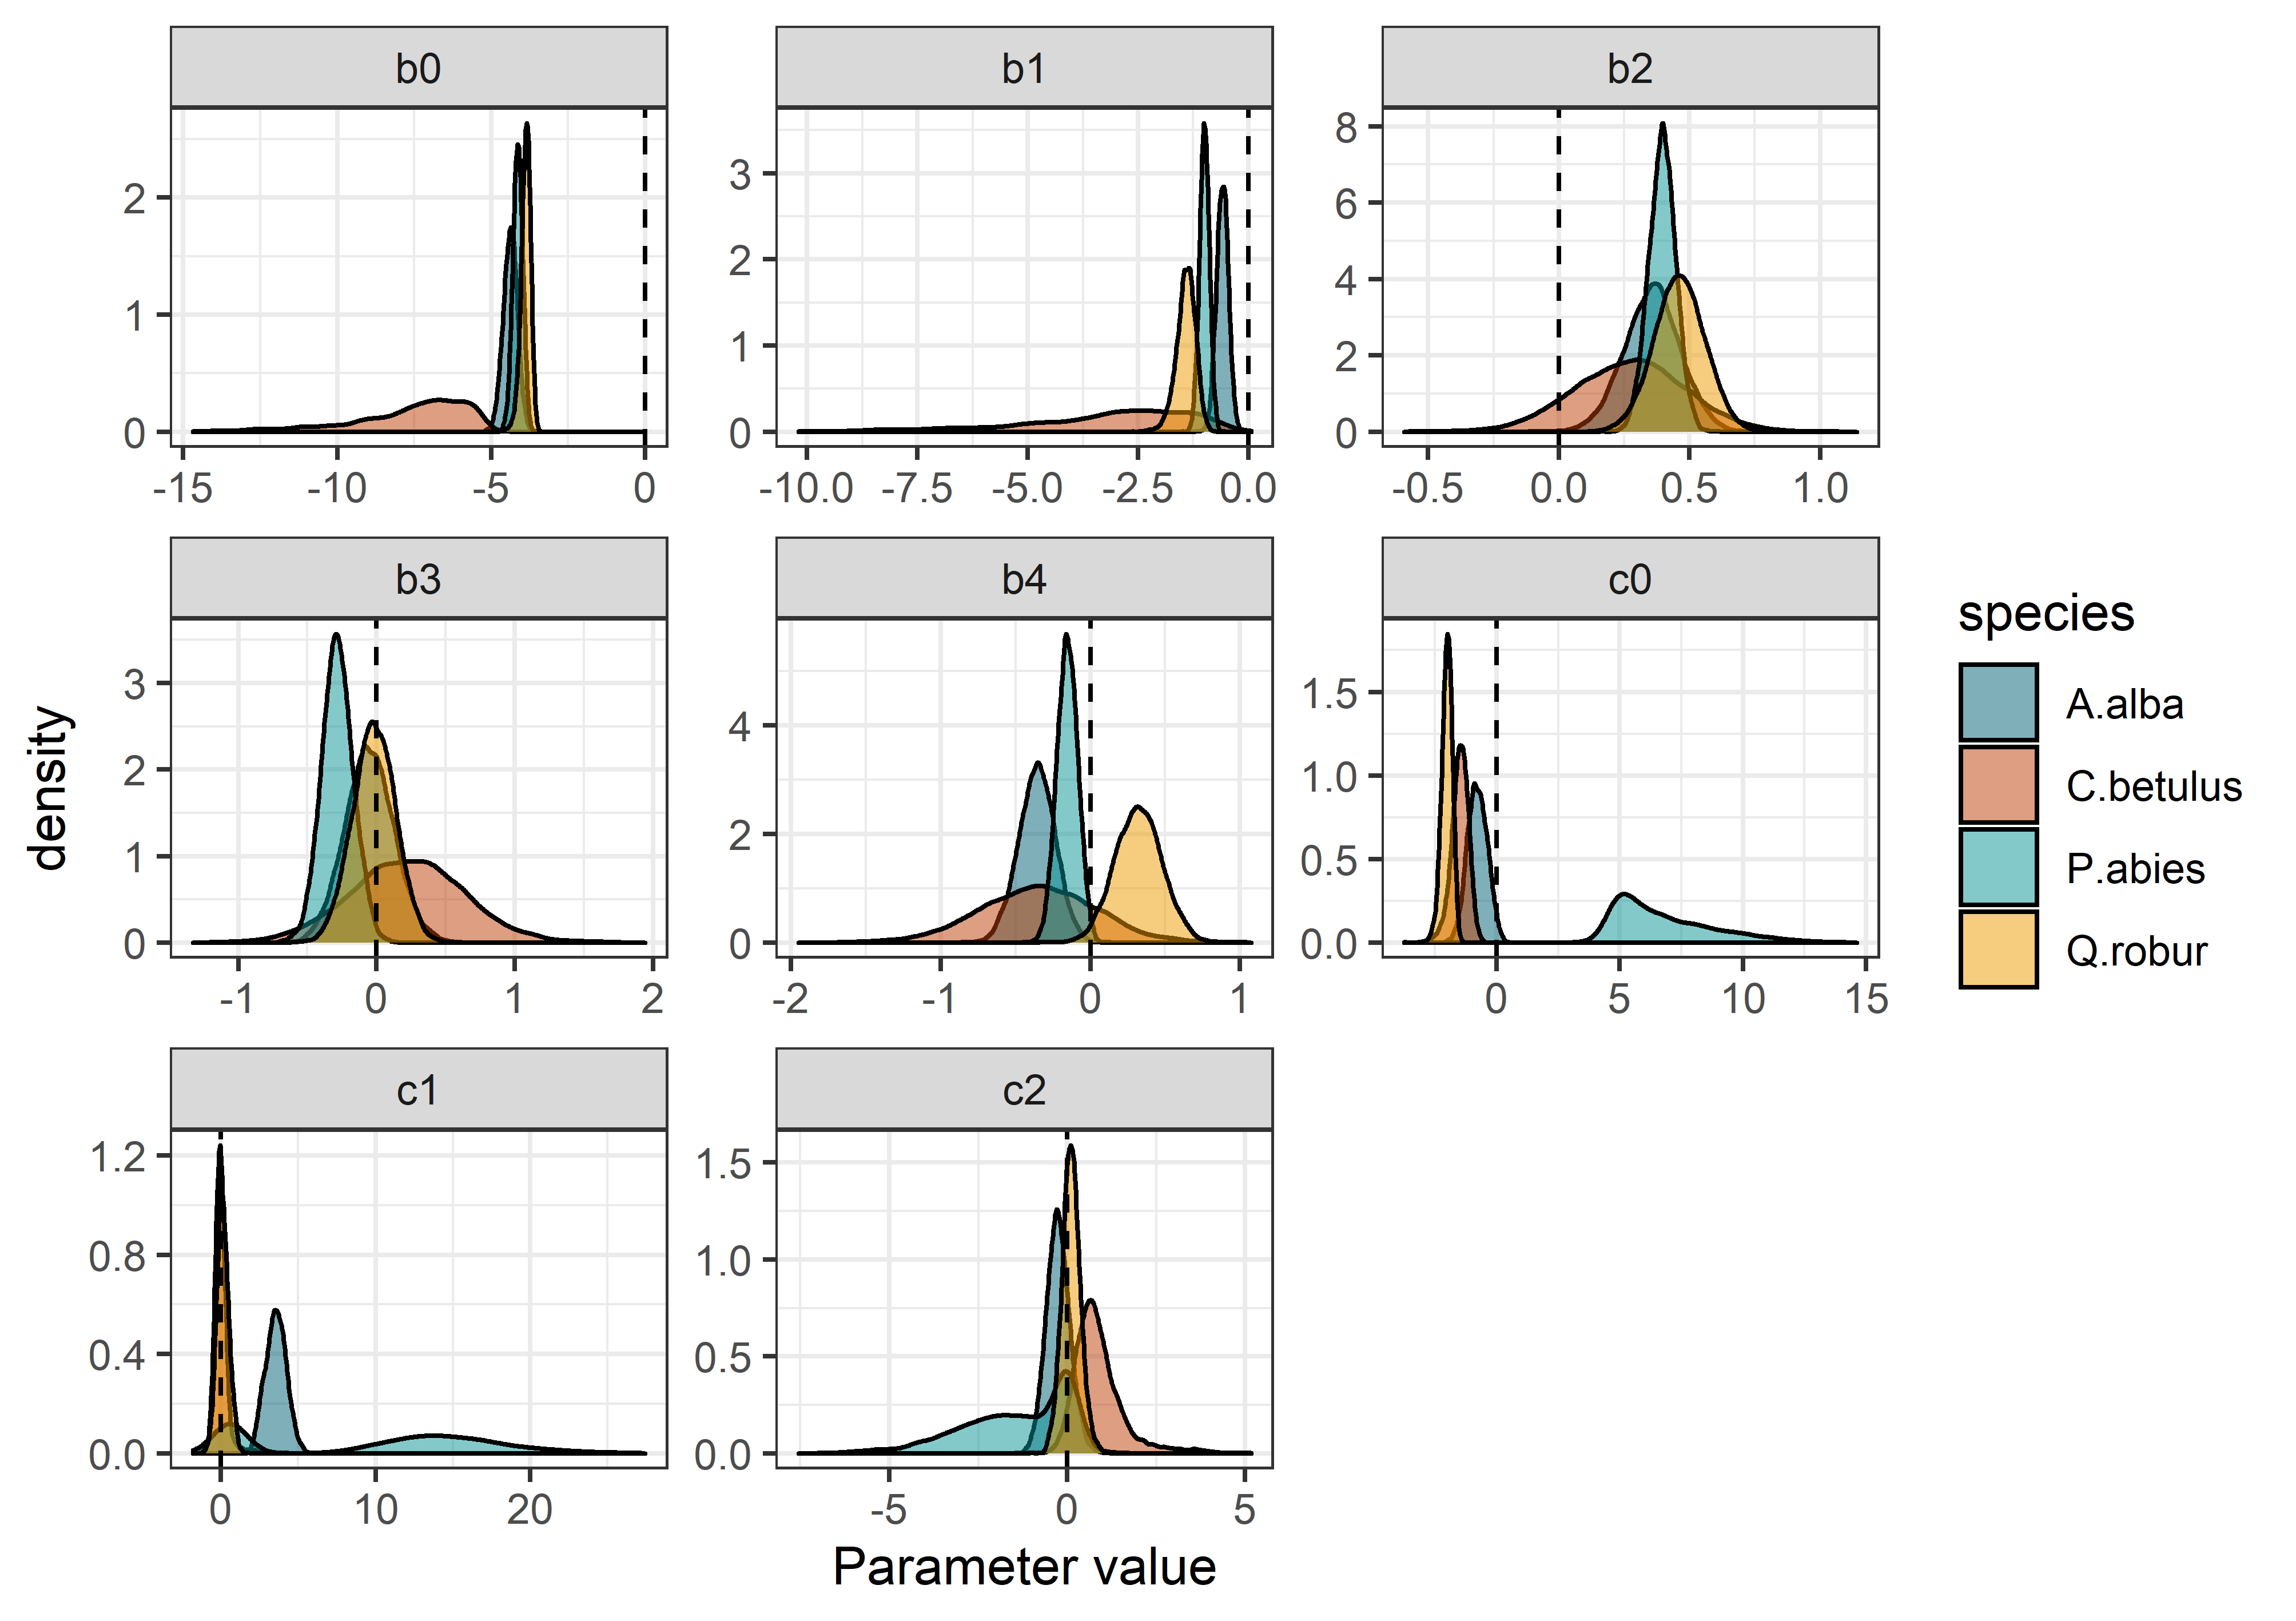 b0 b1 b2
0 1 2
-15 -10 -5 0
0 1 2 3
-10.0 -7.5 -5.0 -2.5 0.0
0 2 4 6 8
-0.5 0.0 0.5 1.0
b3 b4 c0
0 1 2 3
-1 0 1 2
0 2 4
-2 -1 0 1
0.0 0.5 1.0 1.5
0 5 10 15
c1 c2
0.0 0.4 0.8 1.2
0 10 20
0.0 0.5 1.0 1.5
-5 0 5
density
Parameter value
species
A.alba
C.betulus
P.abies
Q.robur